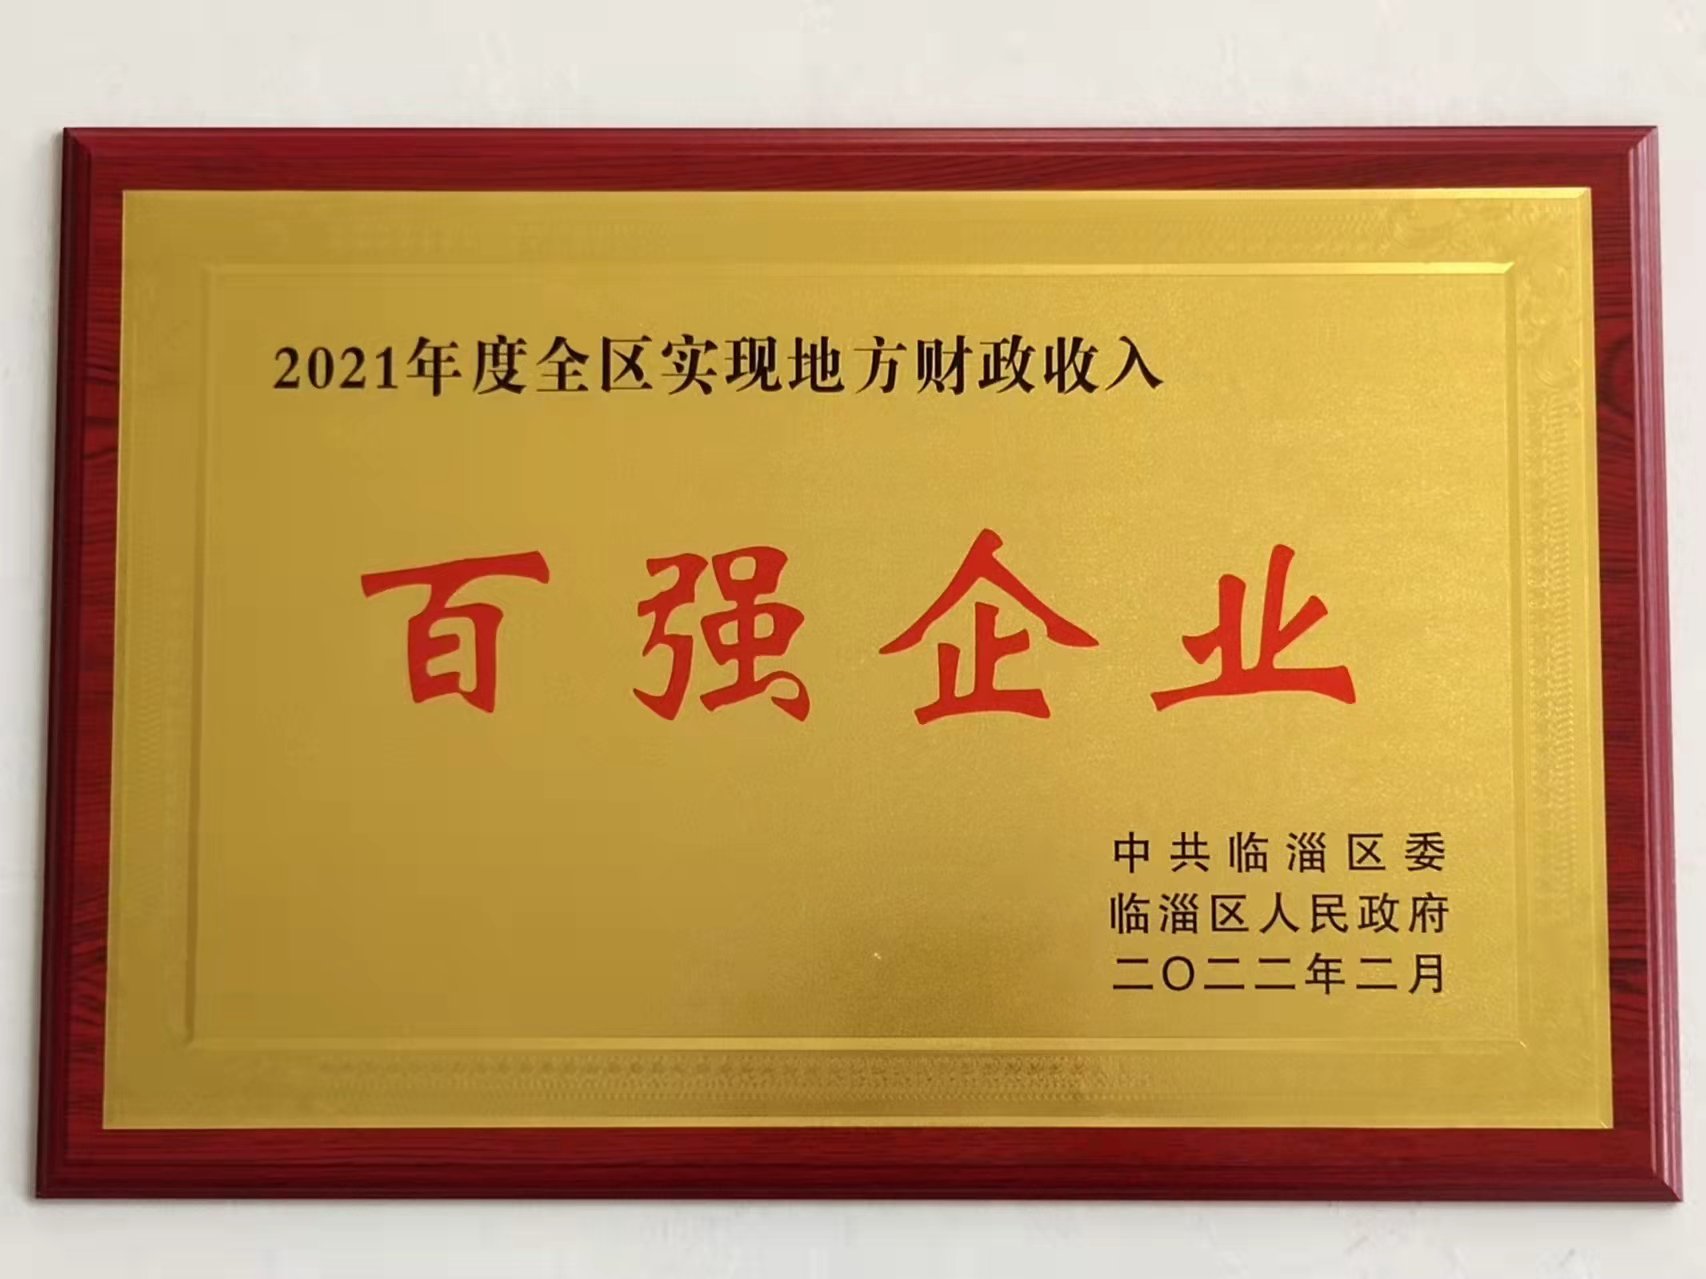 2021年度全区实现地方财政收入
百强企业
中共临淄区委
临淄区人民政府
二〇二二年二月